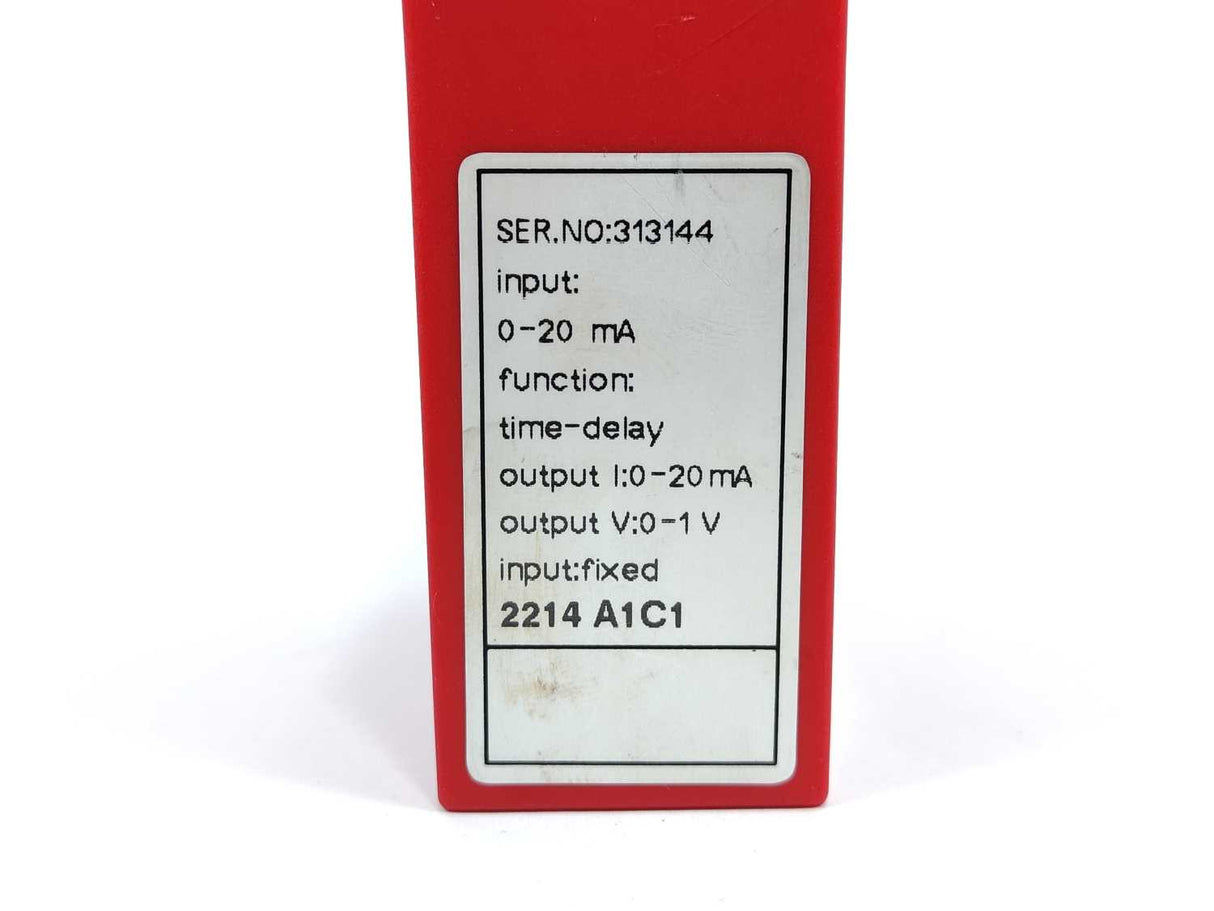 SER.NO:313144
input:
0-20 mA
function:
time-delay
output I:0-20mA
output V:0-1 V
input:fixed
2214 A1C1